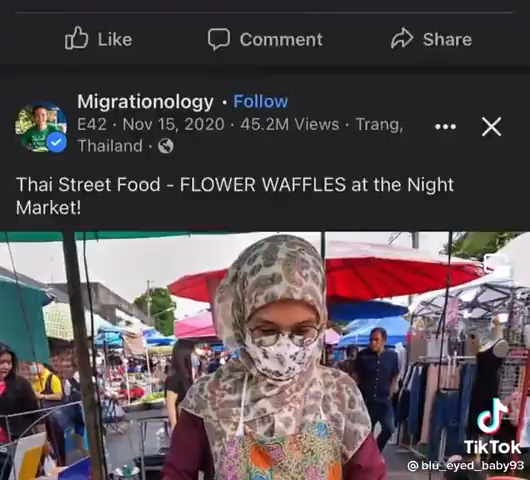 Like Comment Share
Migrationology · Follow
E42 · Nov 15, 2020 · 45.2M Views · Trang,
Thailand ·
Thai Street Food - FLOWER WAFFLES at the Night
Market!
TikTok
@blu_eyed_baby93